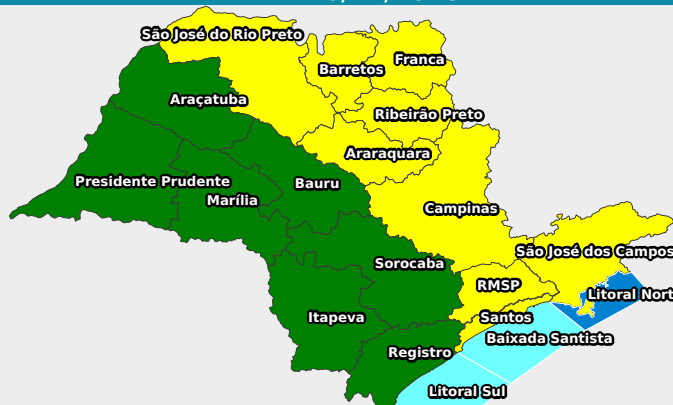 São José do Rio Preto
Franca
Barretos
Araçatuba
Ribeirão Preto
Araraquara
Presidente Prudente
Bauru
Marília
Campinas
São José dos Campos
Sorocaba
RMSP
Litoral Nort
Itapeva
Santos
Baixada Santista
Registro
Litoral Sul